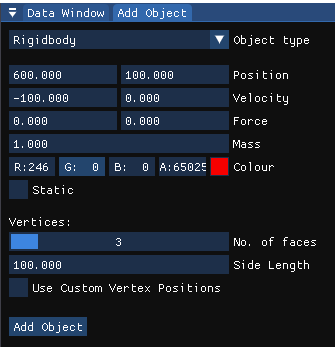 Data Window Add Object
Rigidbody Object type
600.000 100.000 Position
-100.000 0.000 Velocity
0.000 0.000 Force
1.000 Mass
R:246 G: 0 B: 0 A:65025 Colour
Static
Vertices:
3 No. of faces
100.000 Side Length
Use Custom Vertex Positions
Add Object